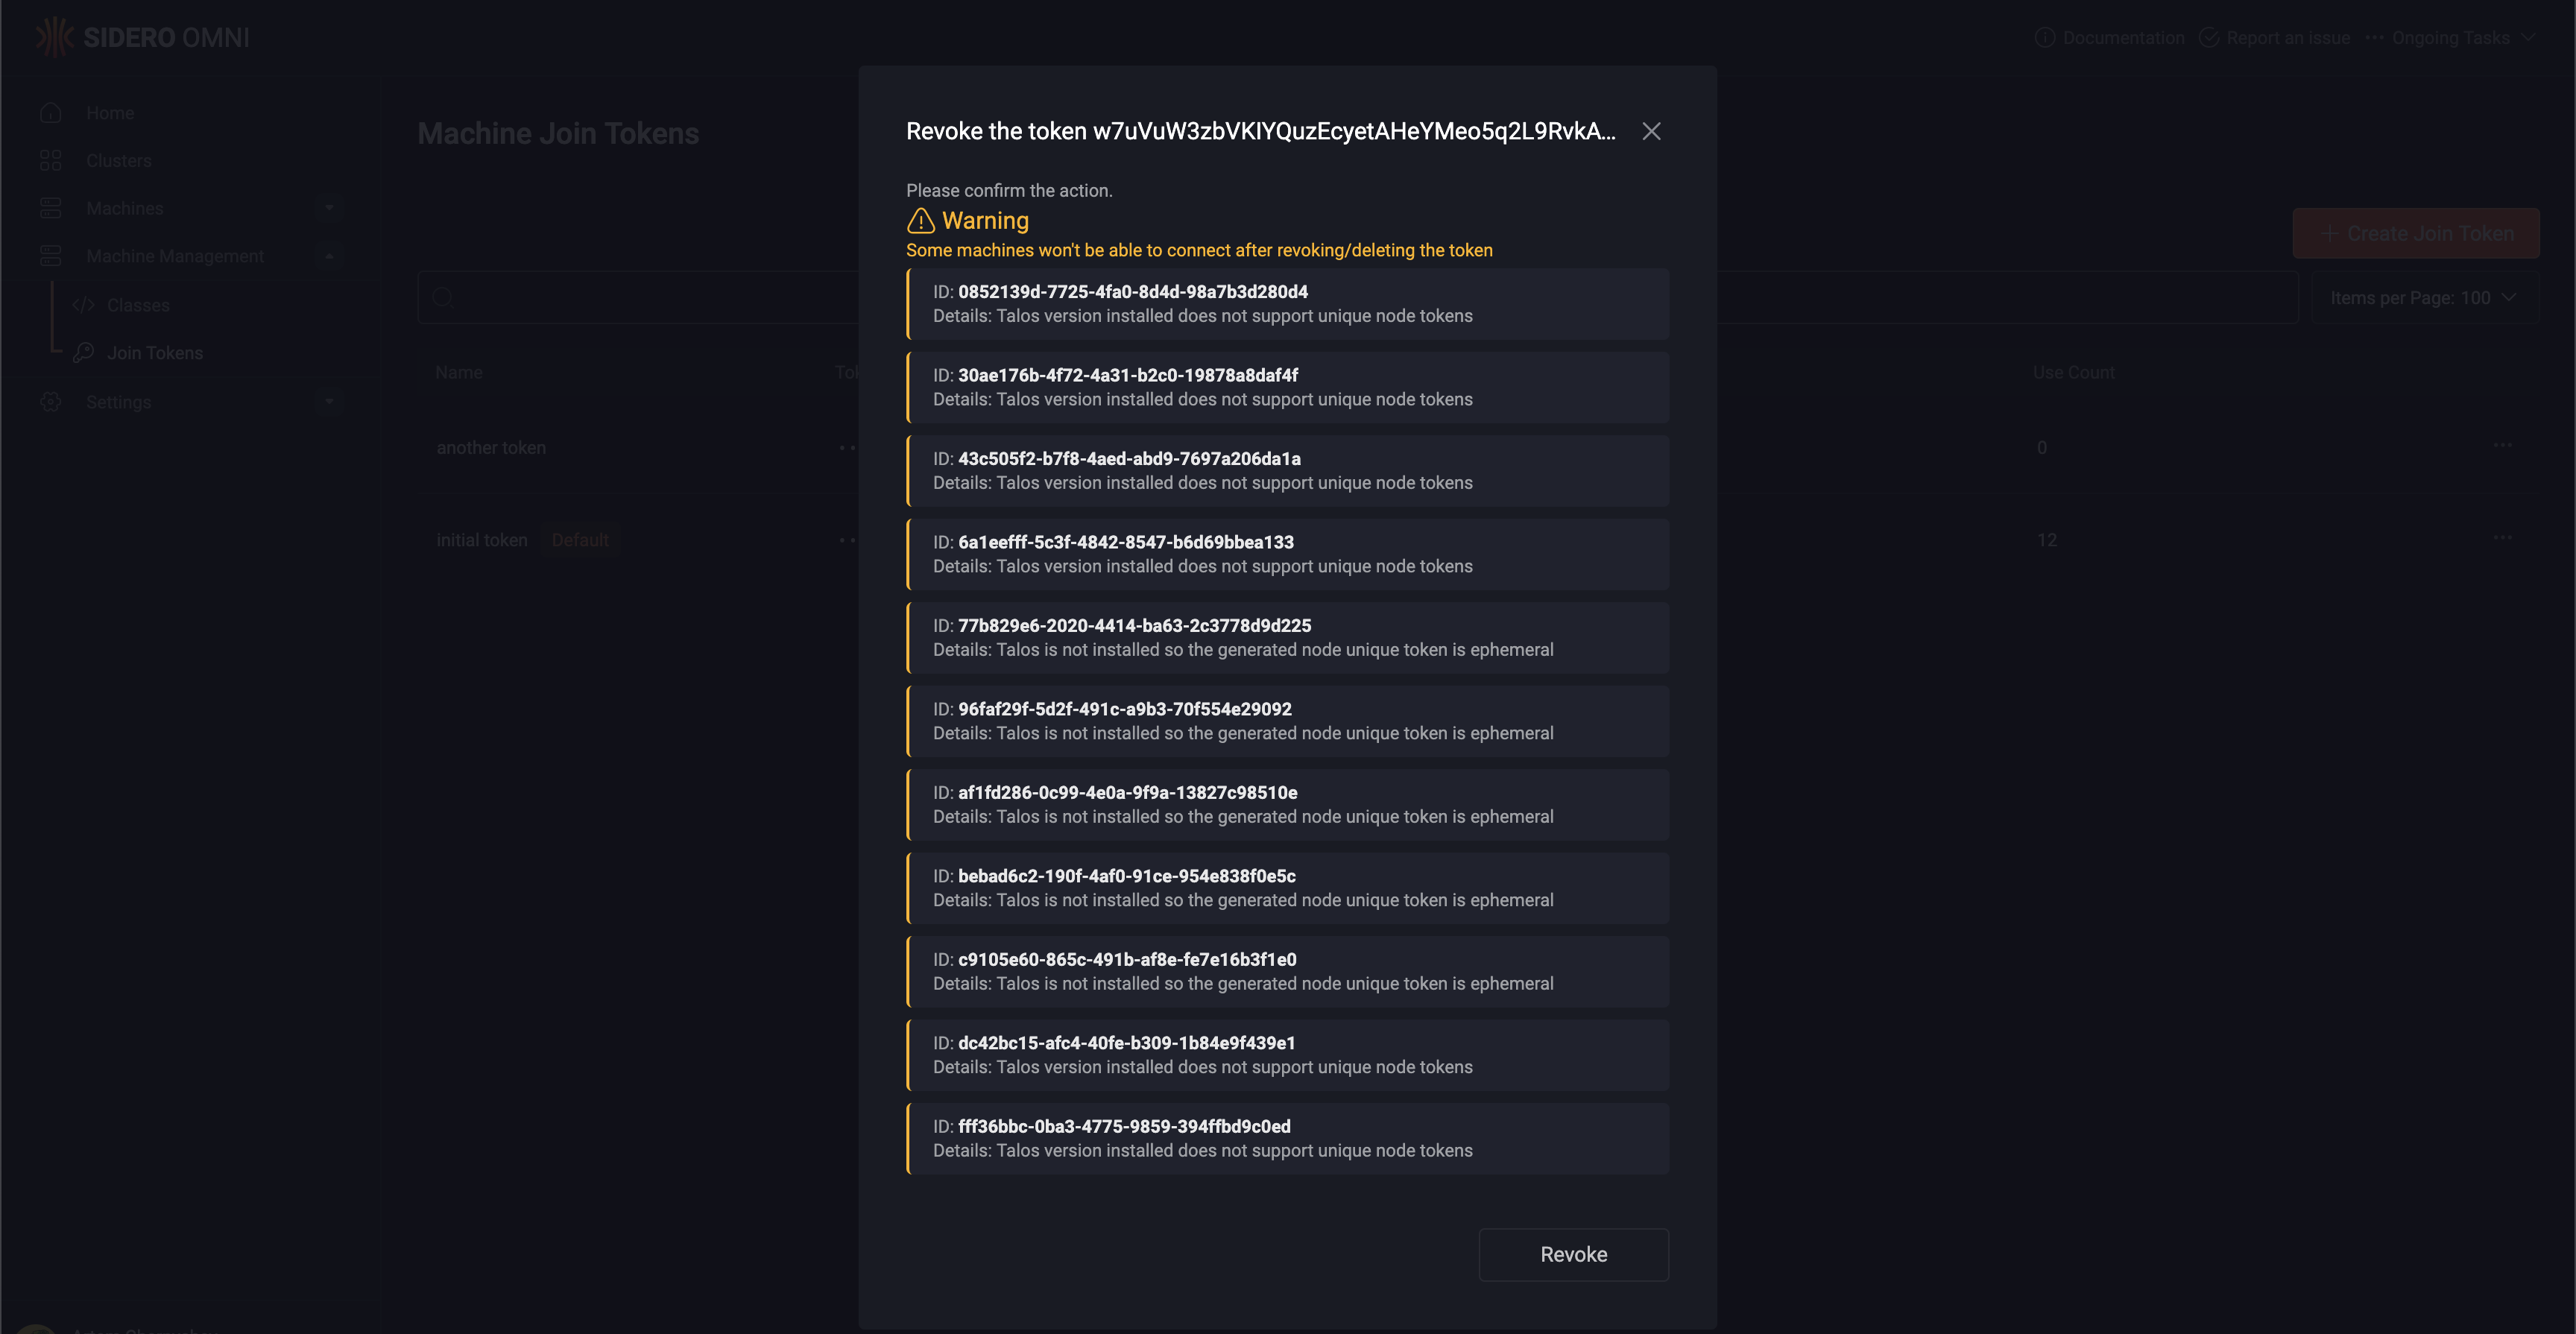 SIDERO OMNI
Documentation
Report an issue
Ongoing Tasks
Home
Clusters
Machines
Machine Management
Classes
Join Tokens
Settings
Machine Join Tokens
Create Join Token
Items per Page: 100
Name
Use Count
another token
0
initial token
Default
12
Revoke the token w7uVuW3zbVKIYQuzEcyetAHeYMeo5q2L9RvkA...
Please confirm the action.
Warning
Some machines won't be able to connect after revoking/deleting the token
ID: 0852139d-7725-4fa0-8d4d-98a7b3d280d4
Details: Talos version installed does not support unique node tokens
ID: 30ae176b-4f72-4a31-b2c0-19878a8daf4f
Details: Talos version installed does not support unique node tokens
ID: 43c505f2-b7f8-4aed-abd9-7697a206da1a
Details: Talos version installed does not support unique node tokens
ID: 6a1eefff-5c3f-4842-8547-b6d69bbea133
Details: Talos version installed does not support unique node tokens
ID: 77b829e6-2020-4414-ba63-2c3778d9d225
Details: Talos is not installed so the generated node unique token is ephemeral
ID: 96faf29f-5d2f-491c-a9b3-70f554e29092
Details: Talos is not installed so the generated node unique token is ephemeral
ID: af1fd286-0c99-4e0a-9f9a-13827c98510e
Details: Talos is not installed so the generated node unique token is ephemeral
ID: bebad6c2-190f-4af0-91ce-954e838f0e5c
Details: Talos is not installed so the generated node unique token is ephemeral
ID: c9105e60-865c-491b-af8e-fe7e16b3f1e0
Details: Talos is not installed so the generated node unique token is ephemeral
ID: dc42bc15-afc4-40fe-b309-1b84e9f439e1
Details: Talos version installed does not support unique node tokens
ID: fff36bbc-0ba3-4775-9859-394ffbd9c0ed
Details: Talos version installed does not support unique node tokens
Revoke